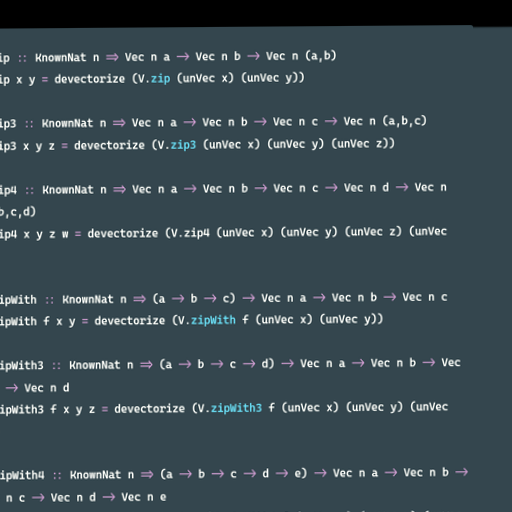 ip :: KnownNat n ⇒ Vec n a → Vec n b → Vec n (a,b)
ip x y = devectorize (V.zip (unVec x) (unVec y))
ip3 :: KnownNat n ⇒ Vec n a → Vec n b → Vec n c → Vec n (a,b,c)
ip3 x y z = devectorize (V.zip3 (unVec x) (unVec y) (unVec z))
ip4 :: KnownNat n ⇒ Vec n a → Vec n b → Vec n c → Vec n d → Vec n
b,c,d)
ip4 x y z w = devectorize (V.zip4 (unVec x) (unVec y) (unVec z) (unVec
ipWith :: KnownNat n ⇒ (a → b → c) → Vec n a → Vec n b → Vec n c
ipWith f x y = devectorize (V.zipWith f (unVec x) (unVec y))
ipWith3 :: KnownNat n ⇒ (a → b → c → d) → Vec n a → Vec n b → Vec
→ Vec n d
ipWith3 f x y z = devectorize (V.zipWith3 f (unVec x) (unVec y) (unVec
ipWith4 :: KnownNat n ⇒ (a → b → c → d → e) → Vec n a → Vec n b →
n c → Vec n d → Vec n e